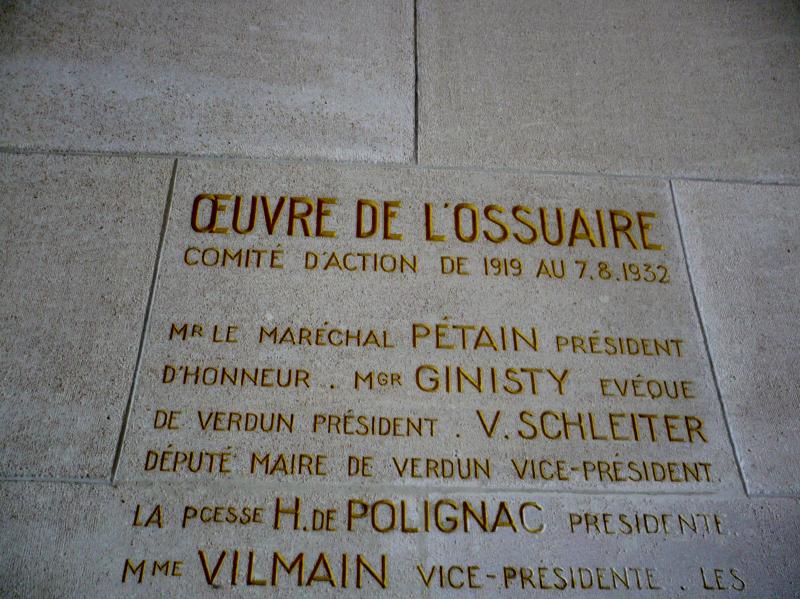 ŒUVRE DE L'OSSUAIRE
COMITÉ D'ACTION DE 1919 AU 7.8.1932
MR LE MARÉCHAL PÉTAIN PRÉSIDENT
D'HONNEUR . MGR GINISTY EVÉQUE
DE VERDUN PRÉSIDENT . V. SCHLEITER
DÉPUTÉ MAIRE DE VERDUN VICE-PRÉSIDENT.
LA PCESSE H. DE POLIGNAC PRESIDENTE.
MME VILMAIN VICE-PRÉSIDENTE . LES